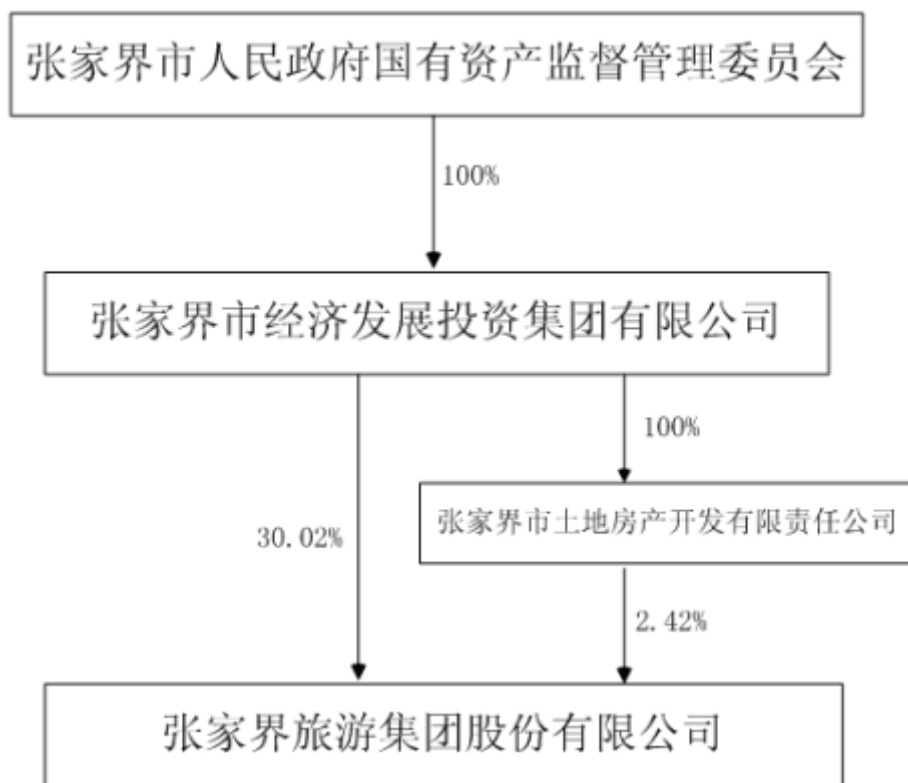 张家界市人民政府国有资产监督管理委员会
100%
张家界市经济发展投资集团有限公司
100%
张家界市土地房产开发有限责任公司
30.02%
2.42%
张家界旅游集团股份有限公司